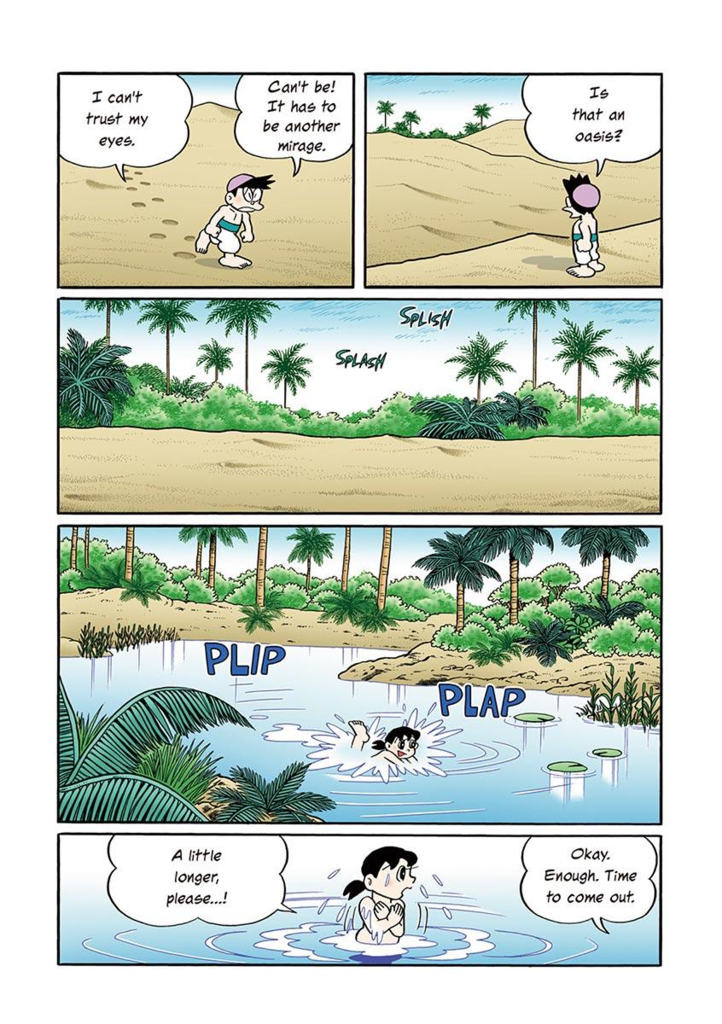 I can't
trust my
eyes.
Can't be!
It has to
be another
mirage.
Is
that an
oasis?
SPLISH
SPLASH
PLIP
PLAP
A little
longer,
please...!
Okay.
Enough. Time
to come out.